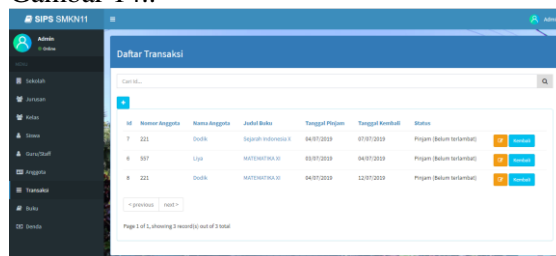 SIPS SMKN11
Admin
Admin
Online
Daftar Transaksi
Sekolah
Jurusan
Kelas
Siswa
Guru/Staff
Anggota
Transaksi
Buku
Denda
Cari id...
+
Id Nomor Anggota Nama Anggota Judul Buku Tanggal Pinjam Tanggal Kembali Status
7 221 Dodik Sejarah Indonesia X 04/07/2019 07/07/2019 Pinjam (Belum terlambat) Kembali
6 557 Liya MATEMATIKA XI 03/07/2019 04/07/2019 Pinjam (Belum terlambat) Kembali
8 221 Dodik MATEMATIKA XI 04/07/2019 12/07/2019 Pinjam (Belum terlambat) Kembali
< previous next >
Page 1 of 1, showing 3 record(s) out of 3 total